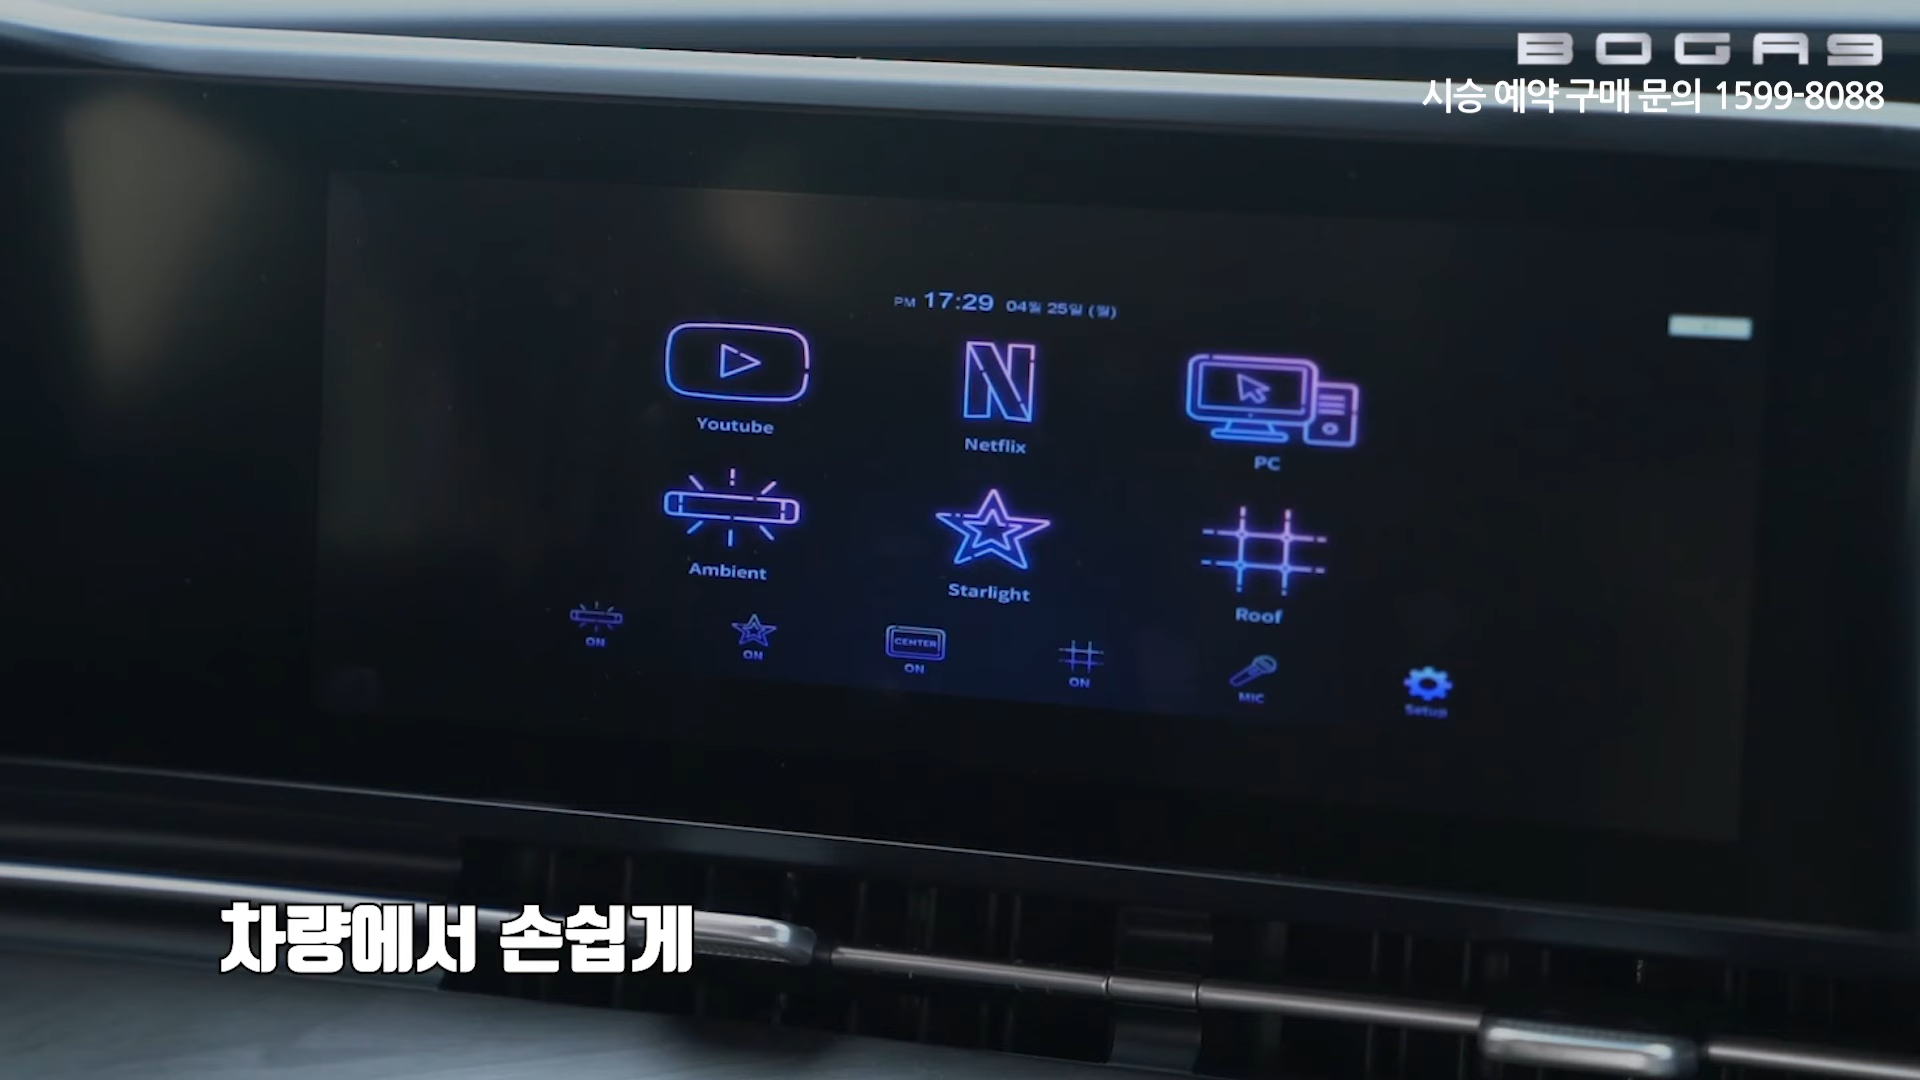 BOGA9
시승 예약 구매 문의 1599-8088
PM 17:29 04월 25일 (월)
Youtube
Netflix
PC
Ambient
Starlight
Roof
ON
ON
CENTER
ON
ON
MIC
Setup
차량에서 손쉽게